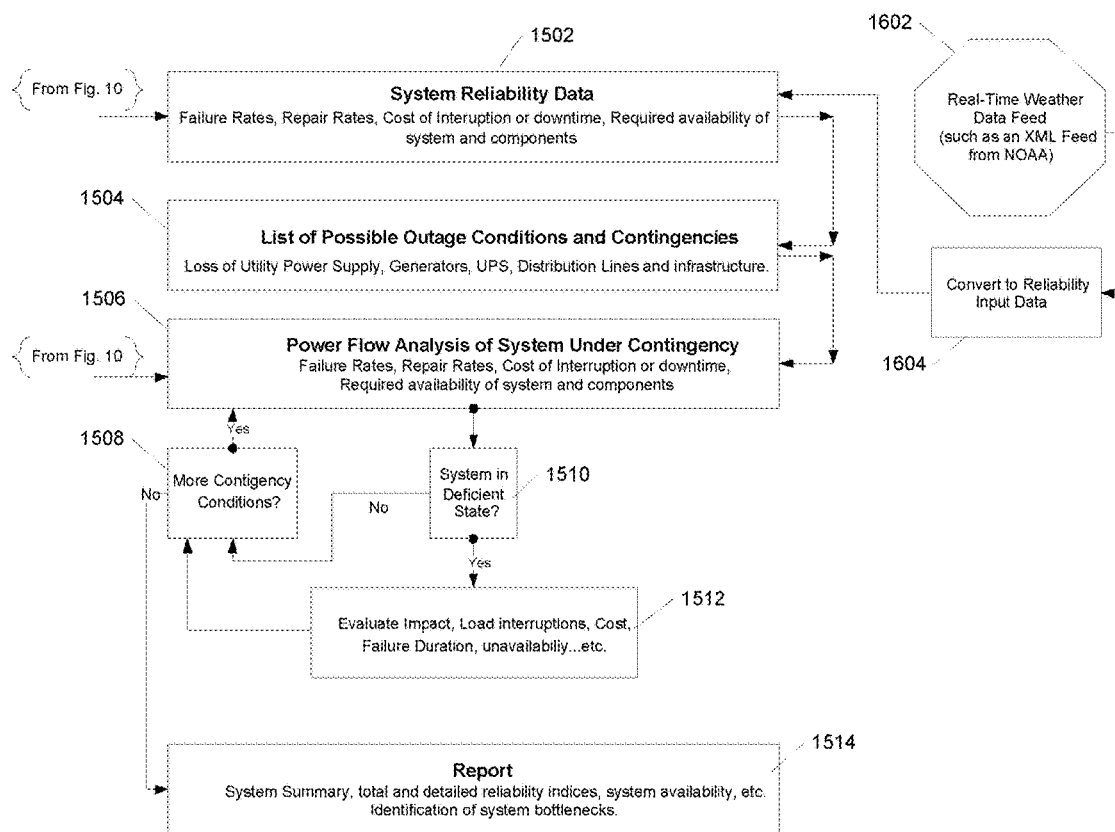 1502
1602
From Fig. 10
System Reliability Data
Failure Rates, Repair Rates, Cost of Interuption or downtime, Required availability of
system and components
Real-Time Weather
Data Feed
(such as an XML Feed
from NOAA)
1504
List of Possible Outage Conditions and Contingencies
Loss of Utility Power Supply, Generators, UPS, Distribution Lines and infrastructure.
Convert to Reliability
Input Data
1604
1506
From Fig. 10
Power Flow Analysis of System Under Contingency
Failure Rates, Repair Rates, Cost of Interruption or downtime,
Required availability of system and components
Yes
1508
No
More Contigency
Conditions?
No
System in
Deficient
State?
1510
Yes
1512
Evaluate Impact, Load interruptions, Cost,
Failure Duration, unavailabiliy...etc.
1514
Report
System Summary, total and detailed reliability indices, system availability, etc.
Identification of system bottlenecks.